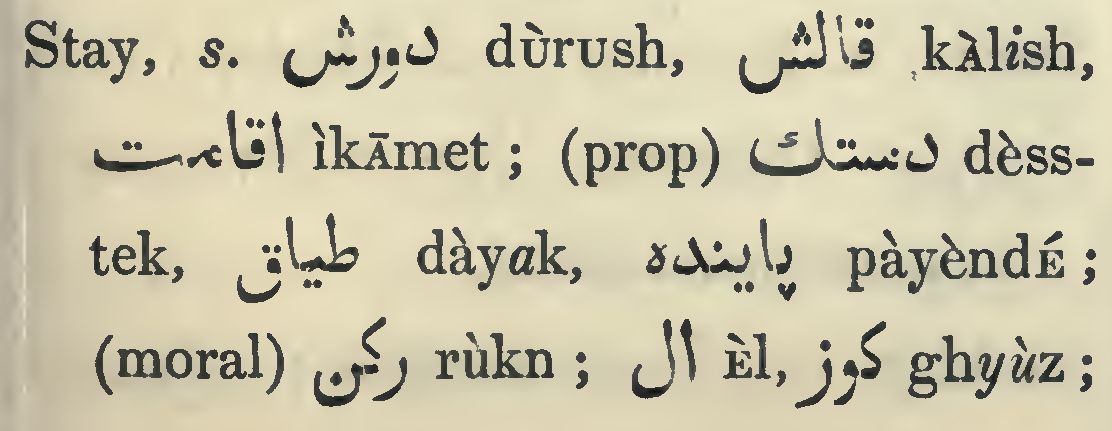 Stay, s. دورش dùrush, قالش kàlish,
اقامت ìkāmet ; (prop) دستك dèss-
tek, طياق dàyak, پاينده pàyèndÉ ;
(moral) ركن rùkn ; ال Èl, كوز ghyùz ;